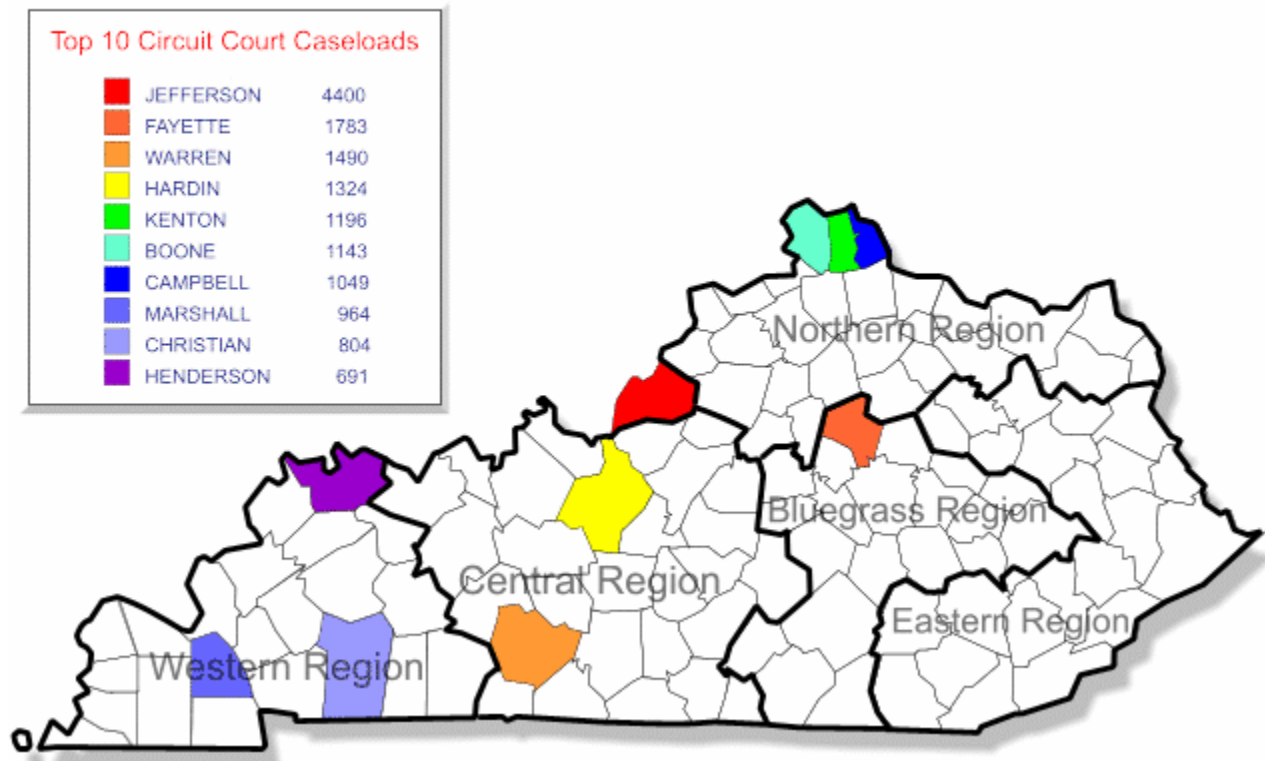 Top 10 Circuit Court Caseloads
JEFFERSON 4400
FAYETTE 1783
WARREN 1490
HARDIN 1324
KENTON 1196
BOONE 1143
CAMPBELL 1049
MARSHALL 964
CHRISTIAN 804
HENDERSON 691
Northern Region
Bluegrass Region
Central Region
Eastern Region
Western Region